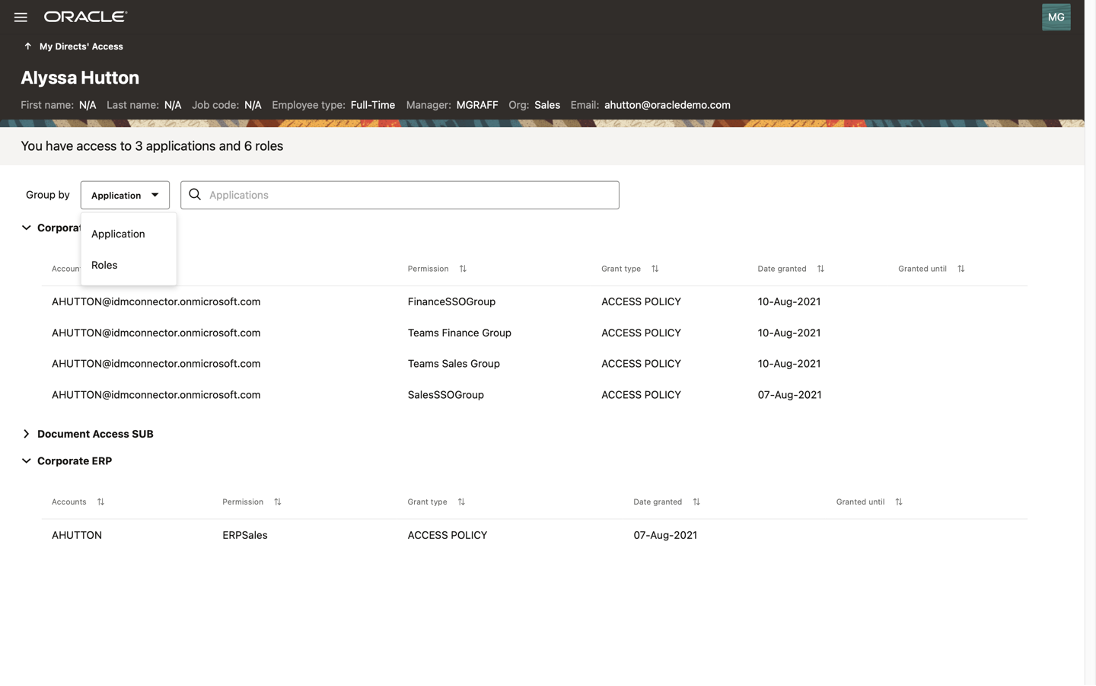 ORACLE
MG
My Directs' Access
Alyssa Hutton
First name: N/A Last name: N/A Job code: N/A Employee type: Full-Time Manager: MGRAFF Org: Sales Email: ahutton@oracledemo.com
You have access to 3 applications and 6 roles
Group by Application Applications
Application
Roles
Permission Grant type Date granted Granted until
AHUTTON@idmconnector.onmicrosoft.com FinanceSSOGroup ACCESS POLICY 10-Aug-2021
AHUTTON@idmconnector.onmicrosoft.com Teams Finance Group ACCESS POLICY 10-Aug-2021
AHUTTON@idmconnector.onmicrosoft.com Teams Sales Group ACCESS POLICY 10-Aug-2021
AHUTTON@idmconnector.onmicrosoft.com SalesSSOGroup ACCESS POLICY 07-Aug-2021
Document Access SUB
Corporate ERP
Accounts Permission Grant type Date granted Granted until
AHUTTON ERPSales ACCESS POLICY 07-Aug-2021